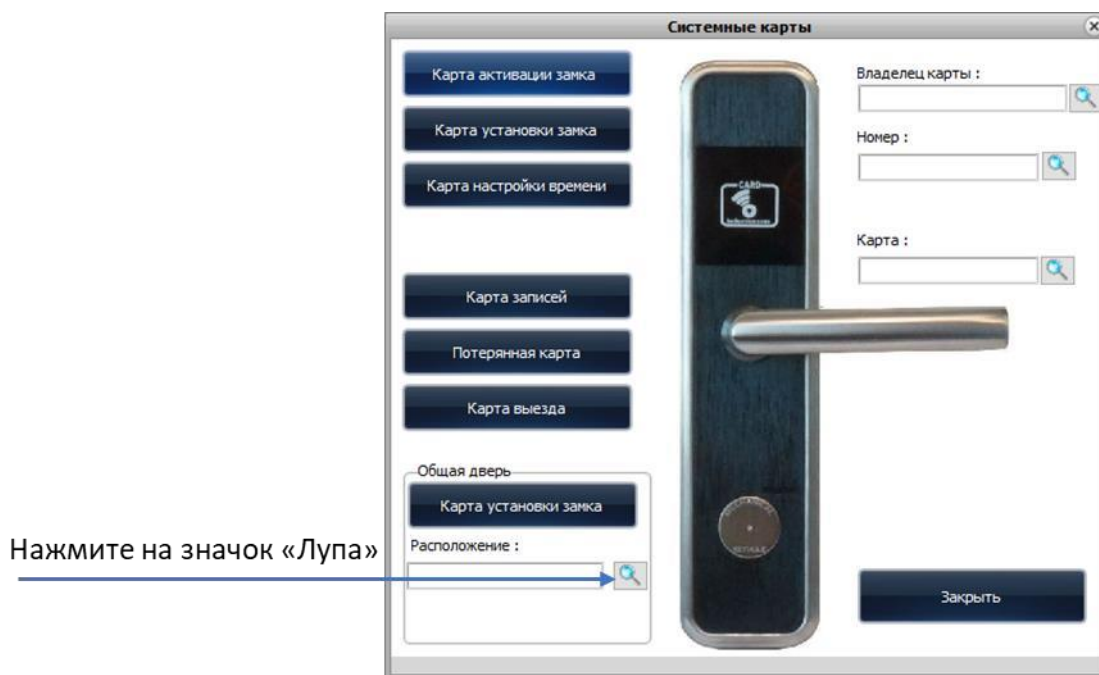 Системные карты
Карта активации замка
Карта установки замка
Карта настройки времени
Карта записей
Потерянная карта
Карта выезда
Общая дверь
Карта установки замка
Расположение :
Нажмите на значок «Лупа»
CARD
Владелец карты :
Номер :
Карта :
Закрыть